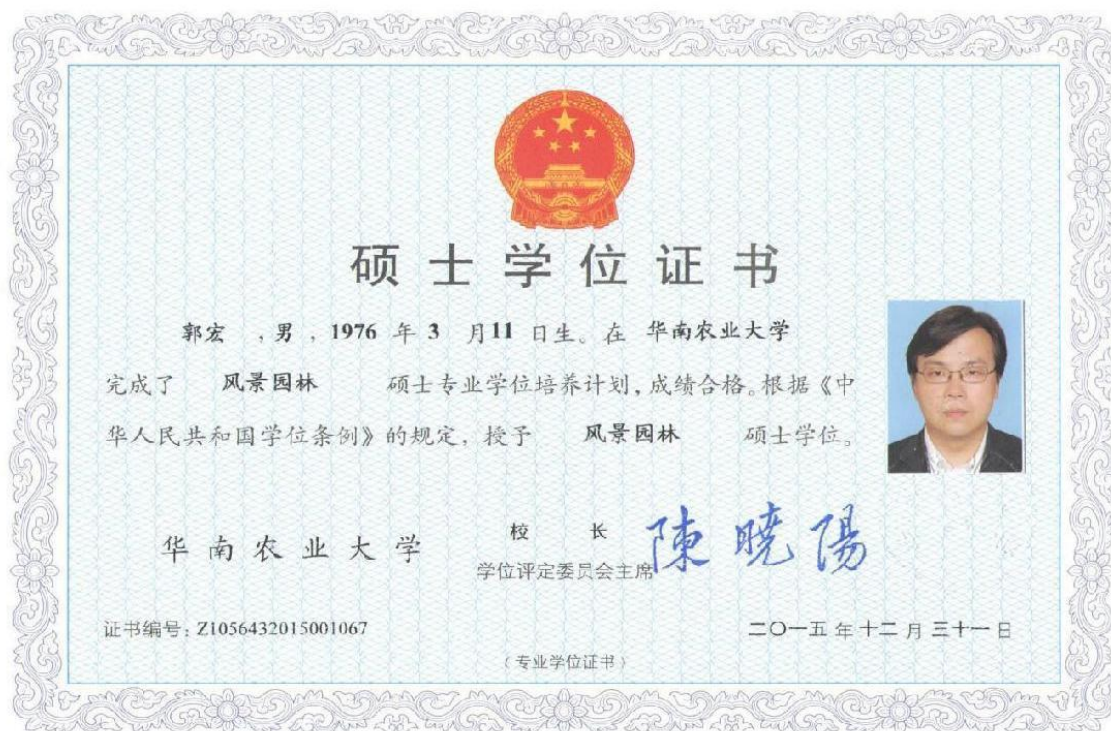 硕士学位证书
郭宏 ,男, 1976 年 3 月 11 日生。在 华南农业大学
完成了 风景园林 硕士专业学位培养计划,成绩合格。根据《中
华人民共和国学位条例》的规定, 授予 风景园林 硕士学位。
校 长 陳曉陽
华南农业大学
学位评定委员会主席
证书编号: Z1056432015001067 二〇一五年十二月三十一日
(专业学位证书)